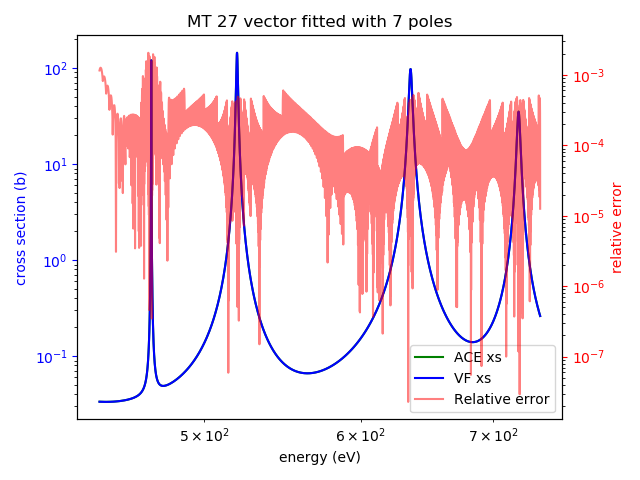 MT 27 vector fitted with 7 poles
cross section (b)
10²
10¹
10⁰
10⁻¹
10⁻³
10⁻⁴
10⁻⁵
10⁻⁶
10⁻⁷
relative error
ACE xs
VF xs
Relative error
5 × 10² 6 × 10² 7 × 10²
energy (eV)